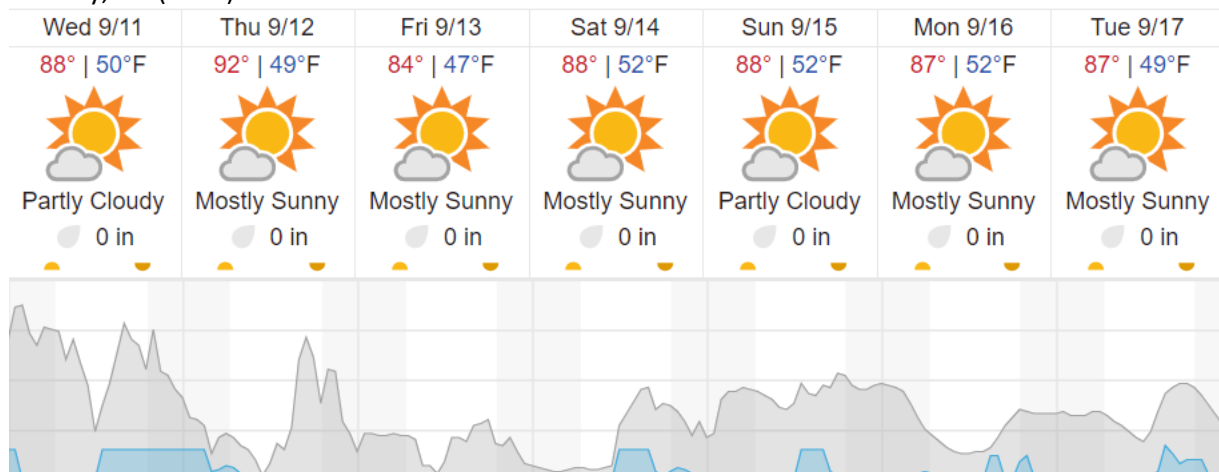 Wed 9/11 Thu 9/12 Fri 9/13 Sat 9/14 Sun 9/15 Mon 9/16 Tue 9/17
88° | 50°F 92° | 49°F 84° | 47°F 88° | 52°F 88° | 52°F 87° | 52°F 87° | 49°F
Partly Cloudy Mostly Sunny Mostly Sunny Mostly Sunny Partly Cloudy Mostly Sunny Mostly Sunny
0 in 0 in 0 in 0 in 0 in 0 in 0 in